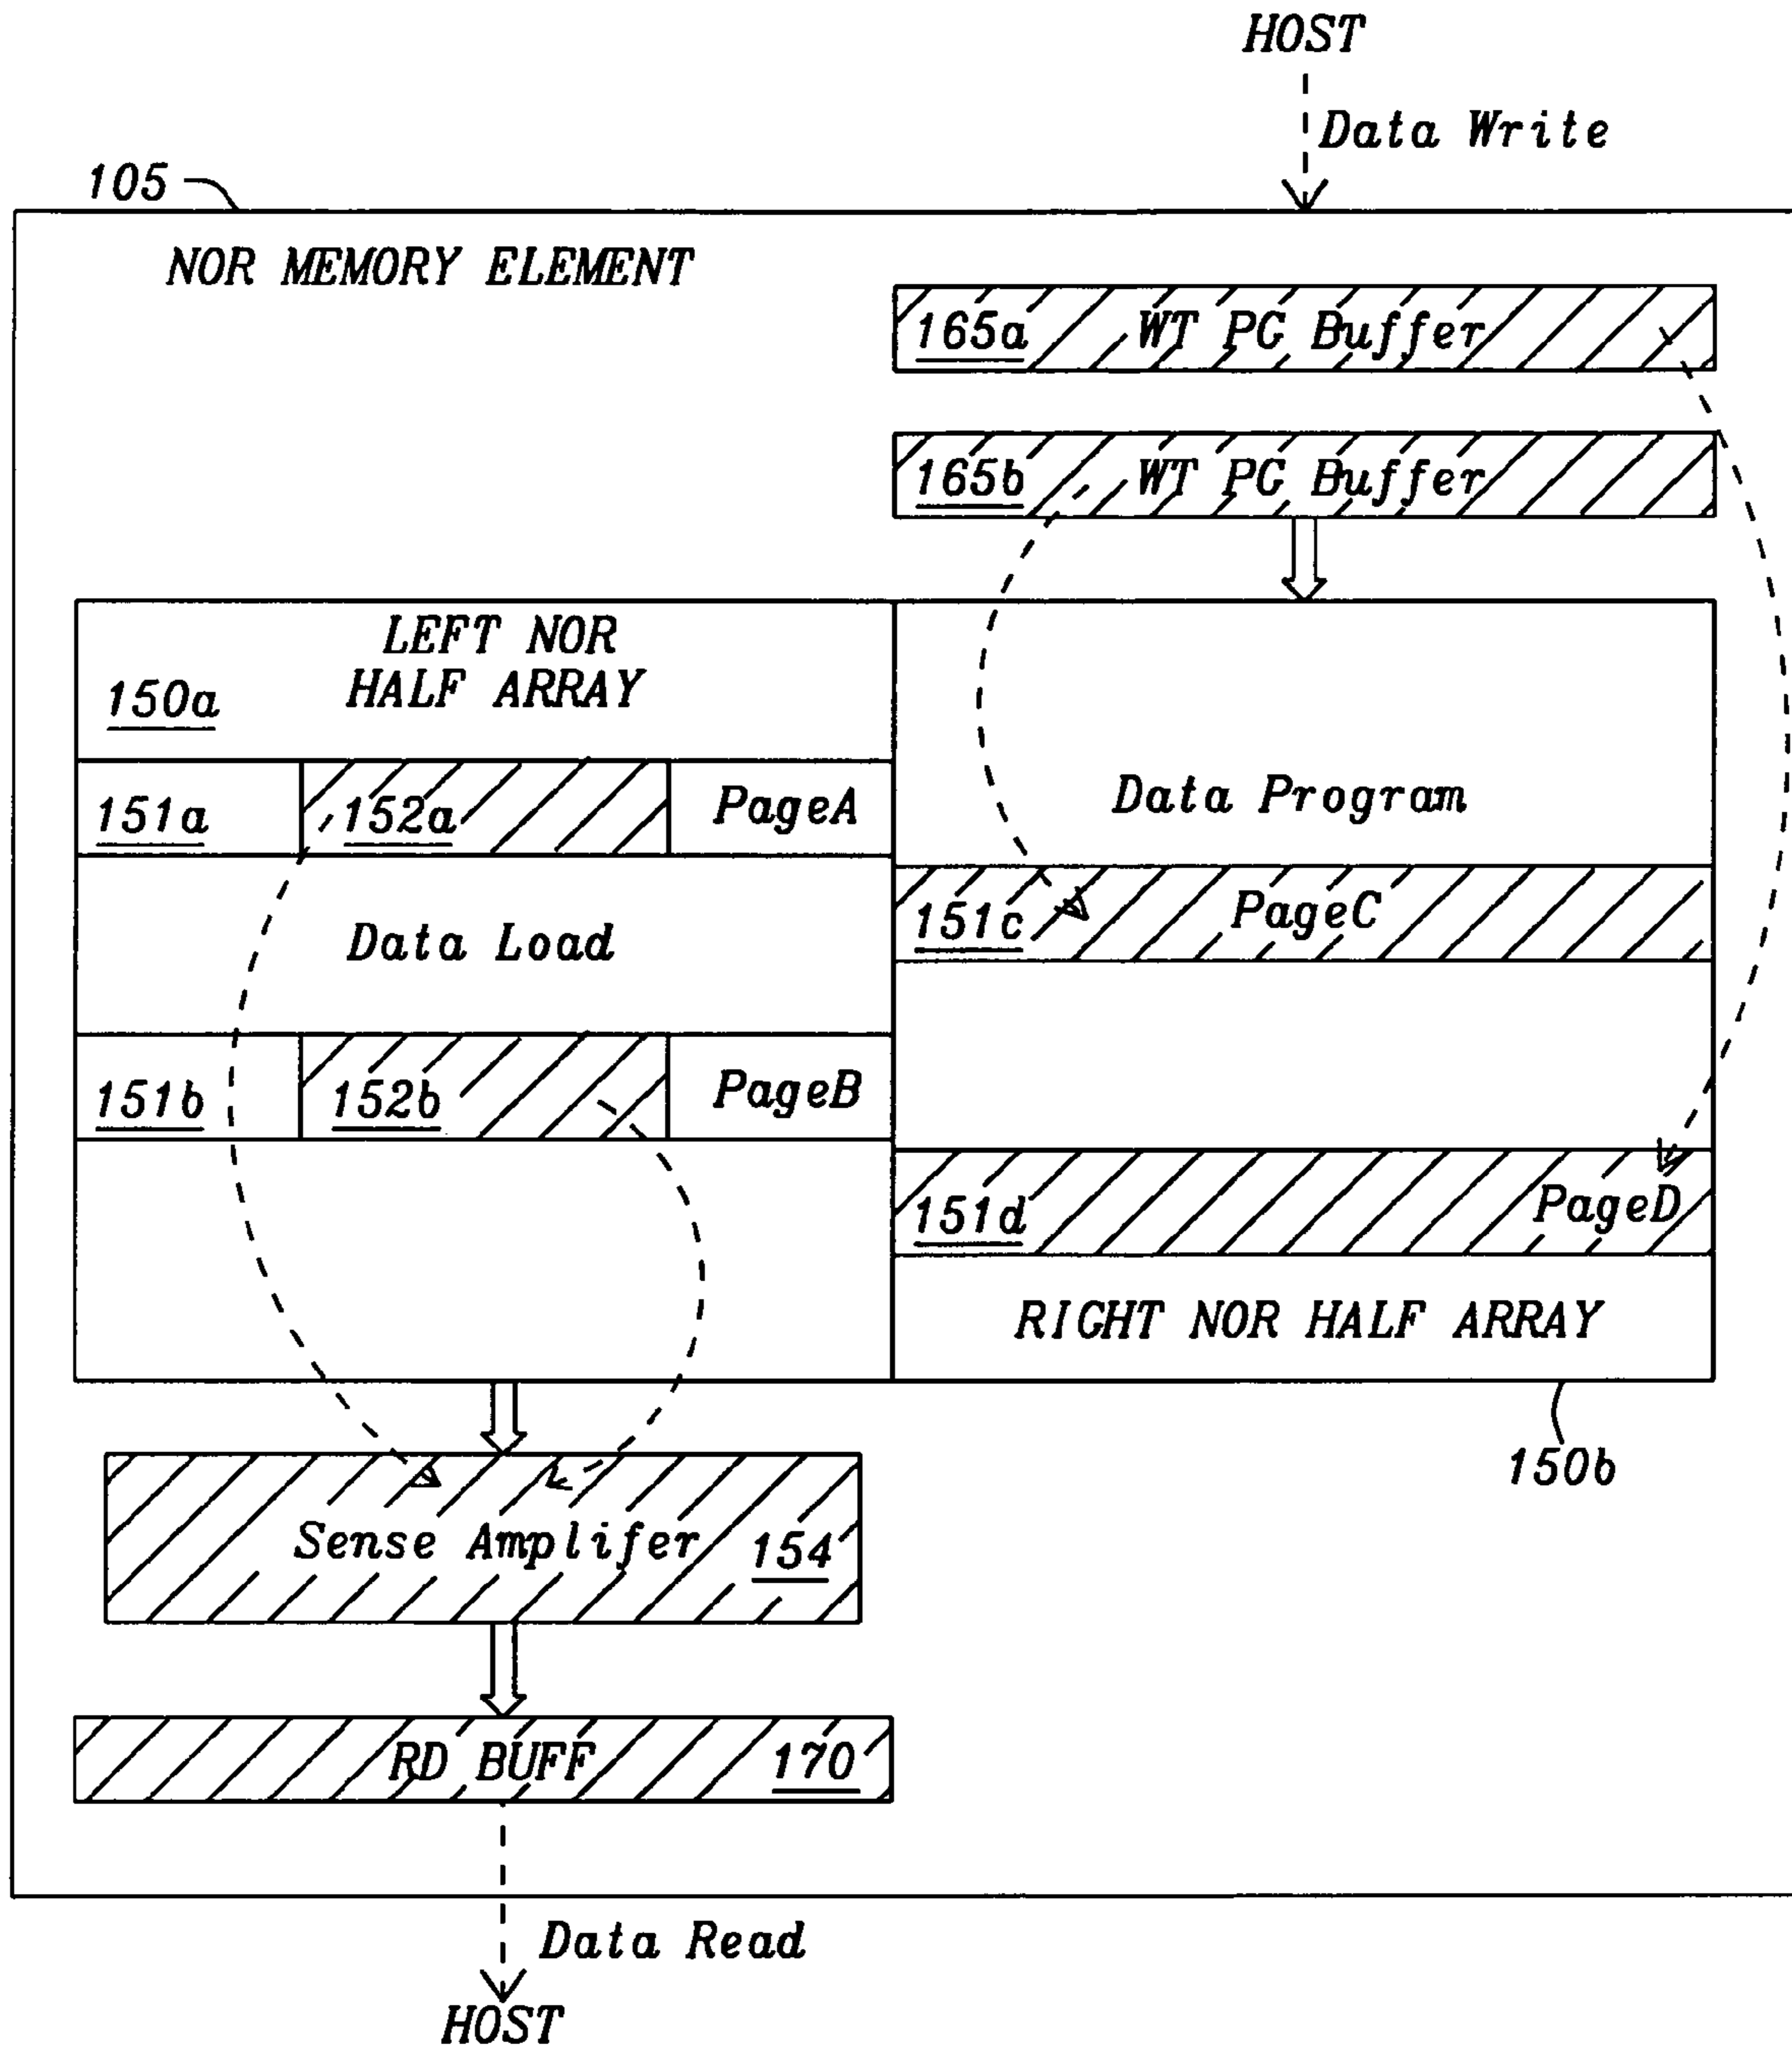 HOST
Data Write
105
NOR MEMORY ELEMENT
165a WT PG Buffer
165b WT PG Buffer
LEFT NOR
HALF ARRAY
150a
151a 152a PageA
Data Program
151c PageC
Data Load
151b 152b PageB
151d PageD
RIGHT NOR HALF ARRAY
150b
Sense Amplifer 154
RD BUFF 170
Data Read
HOST